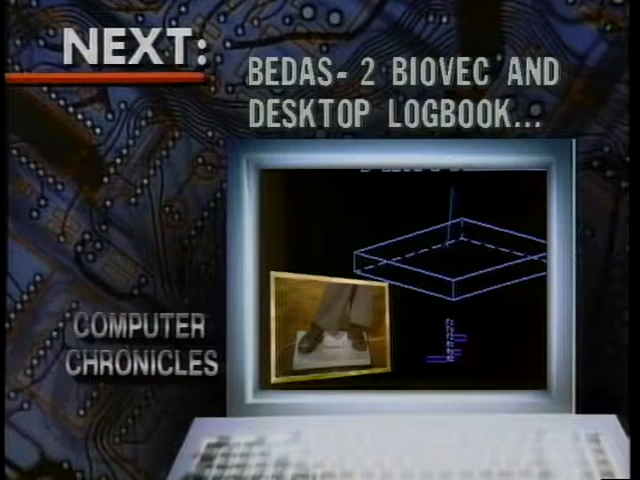 NEXT:
BEDAS- 2 BIOVEC AND
DESKTOP LOGBOOK...
COMPUTER
CHRONICLES